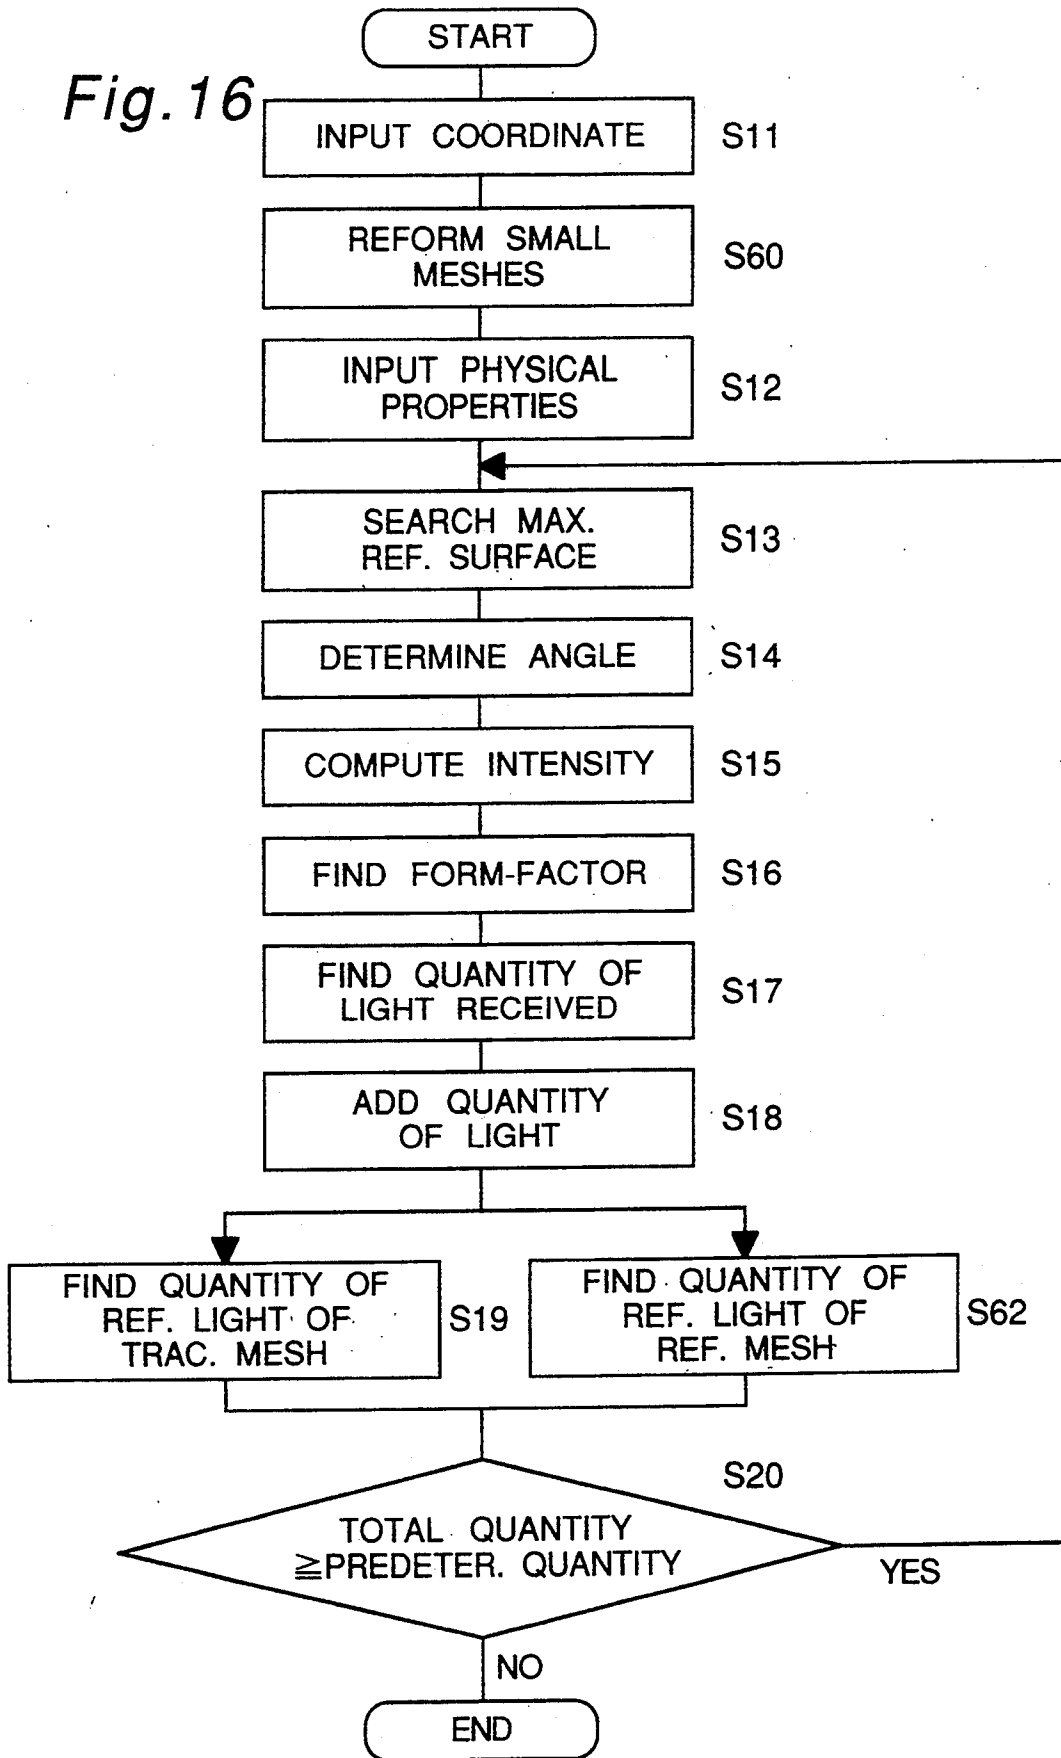 START
Fig.16
INPUT COORDINATE
S11
REFORM SMALL
MESHES
S60
INPUT PHYSICAL
PROPERTIES
S12
SEARCH MAX.
REF. SURFACE
S13
DETERMINE ANGLE
S14
COMPUTE INTENSITY
S15
FIND FORM-FACTOR
S16
FIND QUANTITY OF
LIGHT RECEIVED
S17
ADD QUANTITY
OF LIGHT
S18
FIND QUANTITY OF
REF. LIGHT OF
TRAC. MESH
S19
FIND QUANTITY OF
REF. LIGHT OF
REF. MESH
S62
S20
TOTAL QUANTITY
≧PREDETER. QUANTITY
YES
NO
END